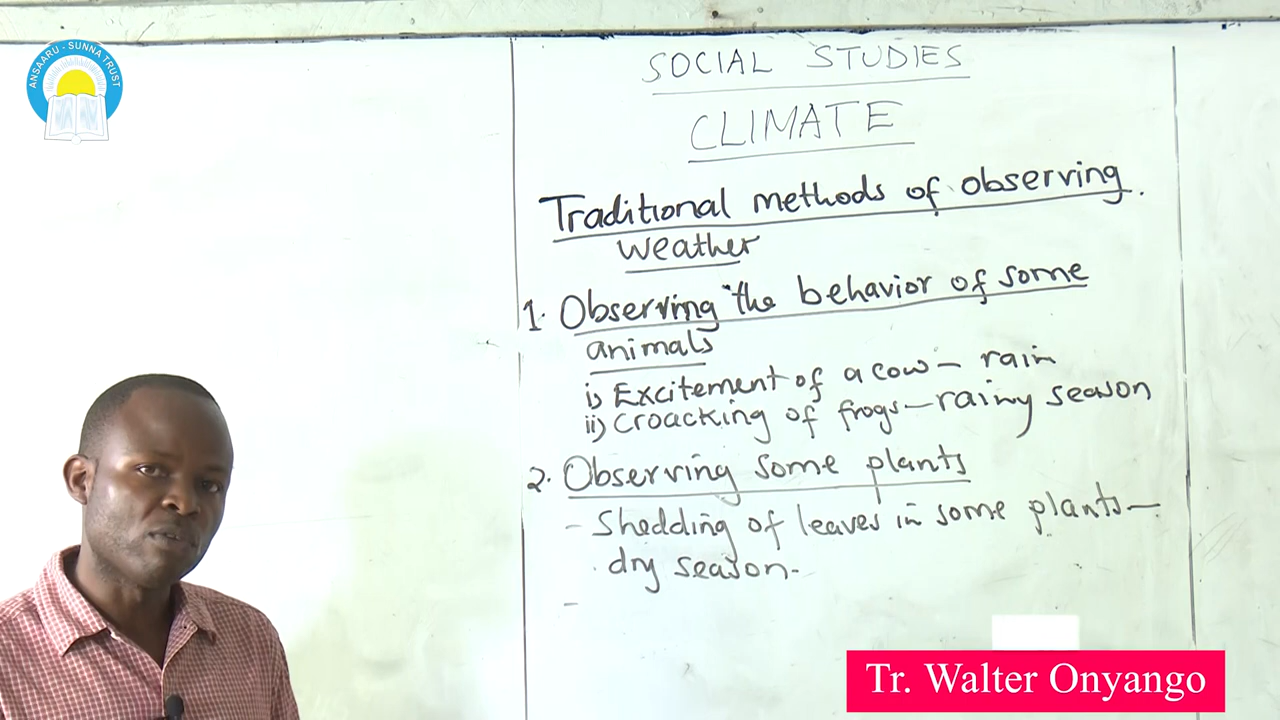 ANSAARU - SUNNA TRUST
SOCIAL STUDIES
CLIMATE
Traditional methods of observing.
weather
1. Observing the behavior of some
animals
i) Excitement of a cow - rain
ii) Croacking of frogs - rainy season
2. Observing some plants
- Shedding of leaves in some plants -
dry season.
-
Tr. Walter Onyango